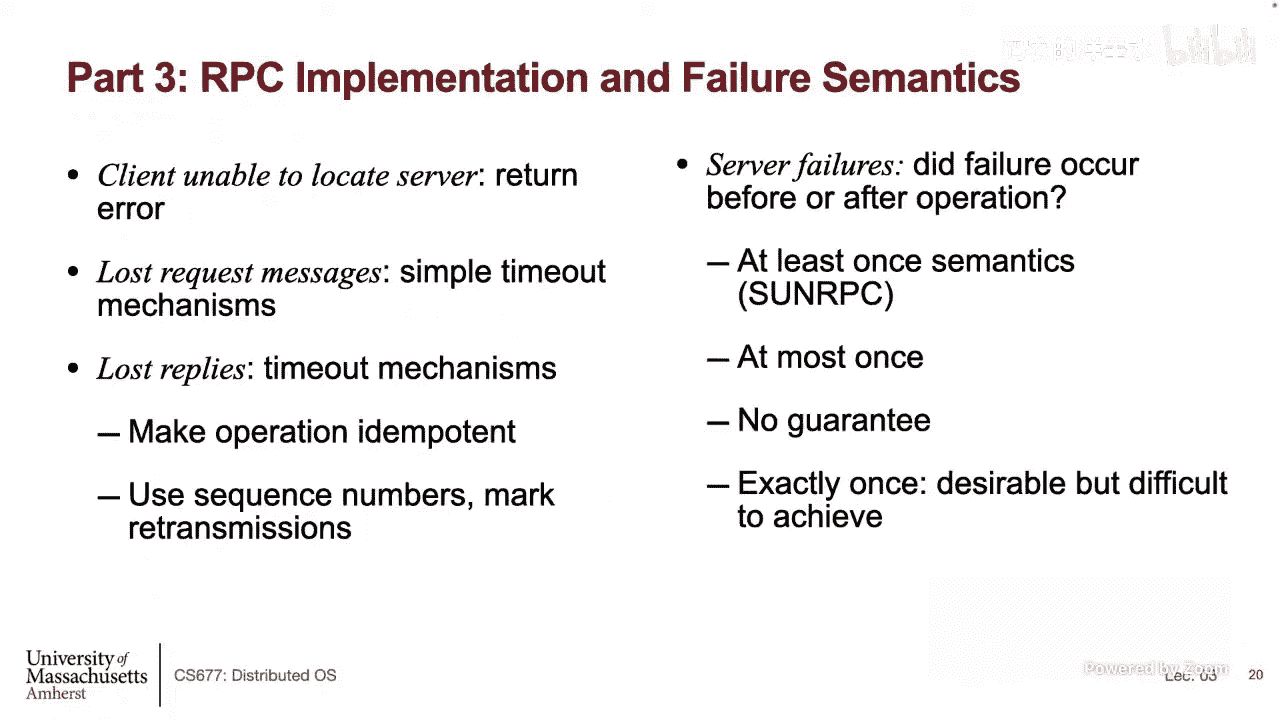 Part 3: RPC Implementation and Failure Semantics
• Client unable to locate server: return
error
• Lost request messages: simple timeout
mechanisms
• Lost replies: timeout mechanisms
– Make operation idempotent
– Use sequence numbers, mark
retransmissions
• Server failures: did failure occur
before or after operation?
– At least once semantics
(SUNRPC)
– At most once
– No guarantee
– Exactly once: desirable but difficult
to achieve
University of
Massachusetts
Amherst
CS677: Distributed OS
Powered by Zoom
Lec. 03
20
bilibili